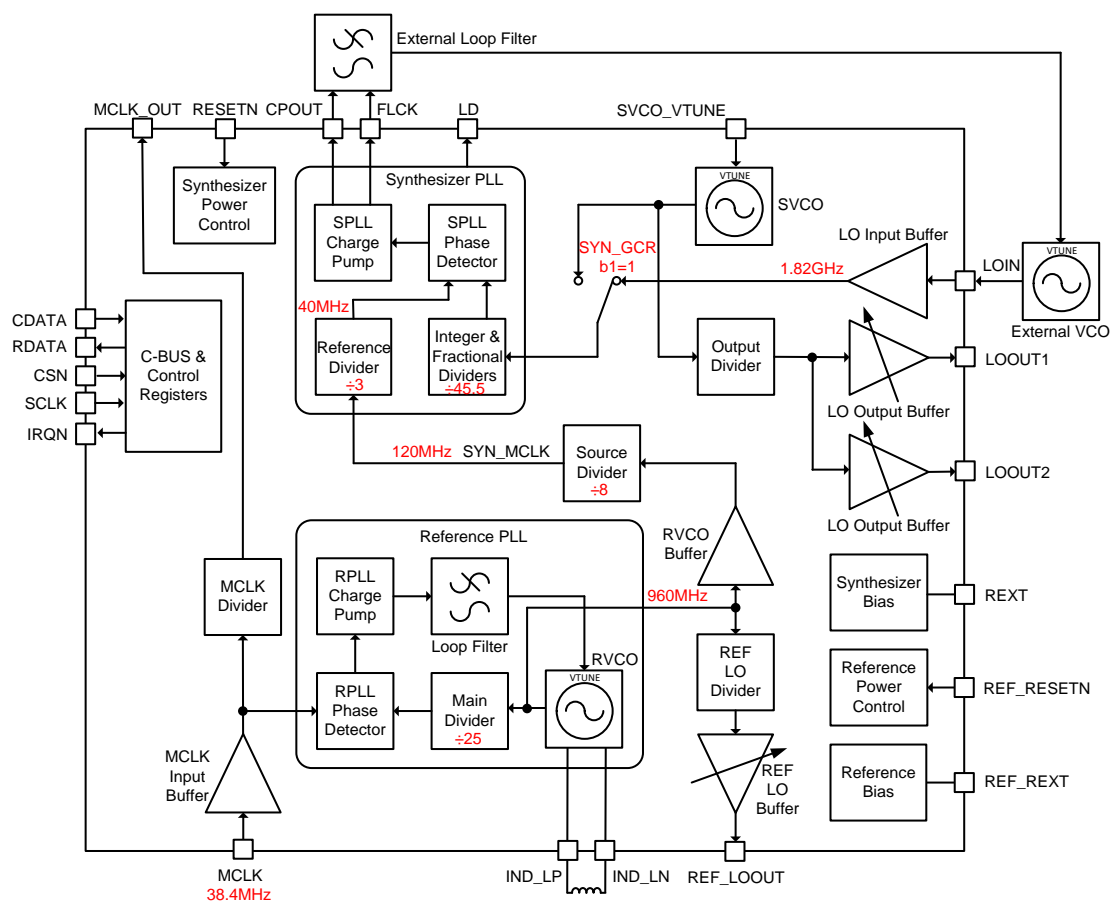 External Loop Filter
MCLK_OUT
RESETN
CPOUT
FLCK
LD
SVCO_VTUNE
Synthesizer
Power
Control
Synthesizer PLL
SPLL
Charge
Pump
SPLL
Phase
Detector
VTUNE
SVCO
SYN_GCR
b1=1
LO Input Buffer
1.82GHz
LOIN
VTUNE
External VCO
40MHz
CDATA
RDATA
CSN
SCLK
IRQN
C-BUS &
Control
Registers
Reference
Divider
÷3
Integer &
Fractional
Dividers
÷45.5
Output
Divider
LOOUT1
LO Output Buffer
120MHz
SYN_MCLK
Source
Divider
÷8
LOOUT2
LO Output Buffer
Reference PLL
RVCO
Buffer
MCLK
Divider
RPLL
Charge
Pump
Loop Filter
960MHz
Synthesizer
Bias
REXT
RVCO
VTUNE
REF
LO
Divider
RPLL
Phase
Detector
Main
Divider
÷25
Reference
Power
Control
REF_RESETN
MCLK
Input
Buffer
REF
LO
Buffer
Reference
Bias
REF_REXT
MCLK
38.4MHz
IND_LP
IND_LN
REF_LOOUT